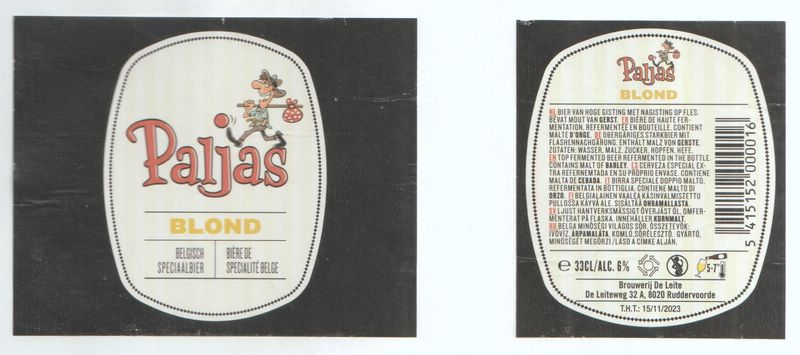 Paljas
BLOND
BELGISCH
SPECIAALBIER
BIÈRE DE
SPECIALITÉ BELGE
Paljas
BLOND
NL BIER VAN HOGE GISTING MET NAGISTING OP FLES.
BEVAT MOUT VAN GERST. FR BIÈRE DE HAUTE FER-
MENTATION, REFERMENTÉE EN BOUTEILLE. CONTIENT
MALTE D'ORGE. DE OBERGÄRIGES STARKBIER MIT
FLASHENNACHGÄRUNG. ENTHÄLT MALZ VON GERSTE.
ZUTATEN: WASSER, MALZ, ZUCKER, HOPFEN, HEFE.
EN TOP FERMENTED BEER REFERMENTED IN THE BOTTLE.
CONTAINS MALT OF BARLEY. ES CERVEZA ESPECIAL EX-
TRA REFERNEMTADA EN SU PROPRIO ENVASE. CONTIENE
MALTA DE CEBADA. IT BIRRA SPECIALE DOPPIO MALTO,
REFERMENTATA IN BOTTIGLIA. CONTIENE MALTO DI
ORZO. FI BELGIALAINEN VAALEA KÄSINVALMISTETTU
PULLOSSA KÄYVÄ ALE. SISÄLTÄÄ OHRAMALLASTA.
SV LJUST HANTVERKSMÄSSIGT ÖVERJÄST ÖL, OMFER-
MENTERAT PÅ FLASKA. INNEHÅLLER KORNMALT.
HU BELGA MINŐSÉGI VILÁGOS SÖR. ÖSSZETEVŐK:
IVÓVÍZ, ÁRPAMALÁTA, KOMLÓ, SÖRÉLESZTŐ. GYÁRTÓ,
MINŐSÉGÉT MEGŐRZI / LÁSD A CÍMKE ALJÁN.
5 415152 000016
℮ 33CL/ALC. 6%
5-7°
Brouwerij De Leite
De Leiteweg 32 A, 8020 Ruddervoorde
T.H.T.: 15/11/2023